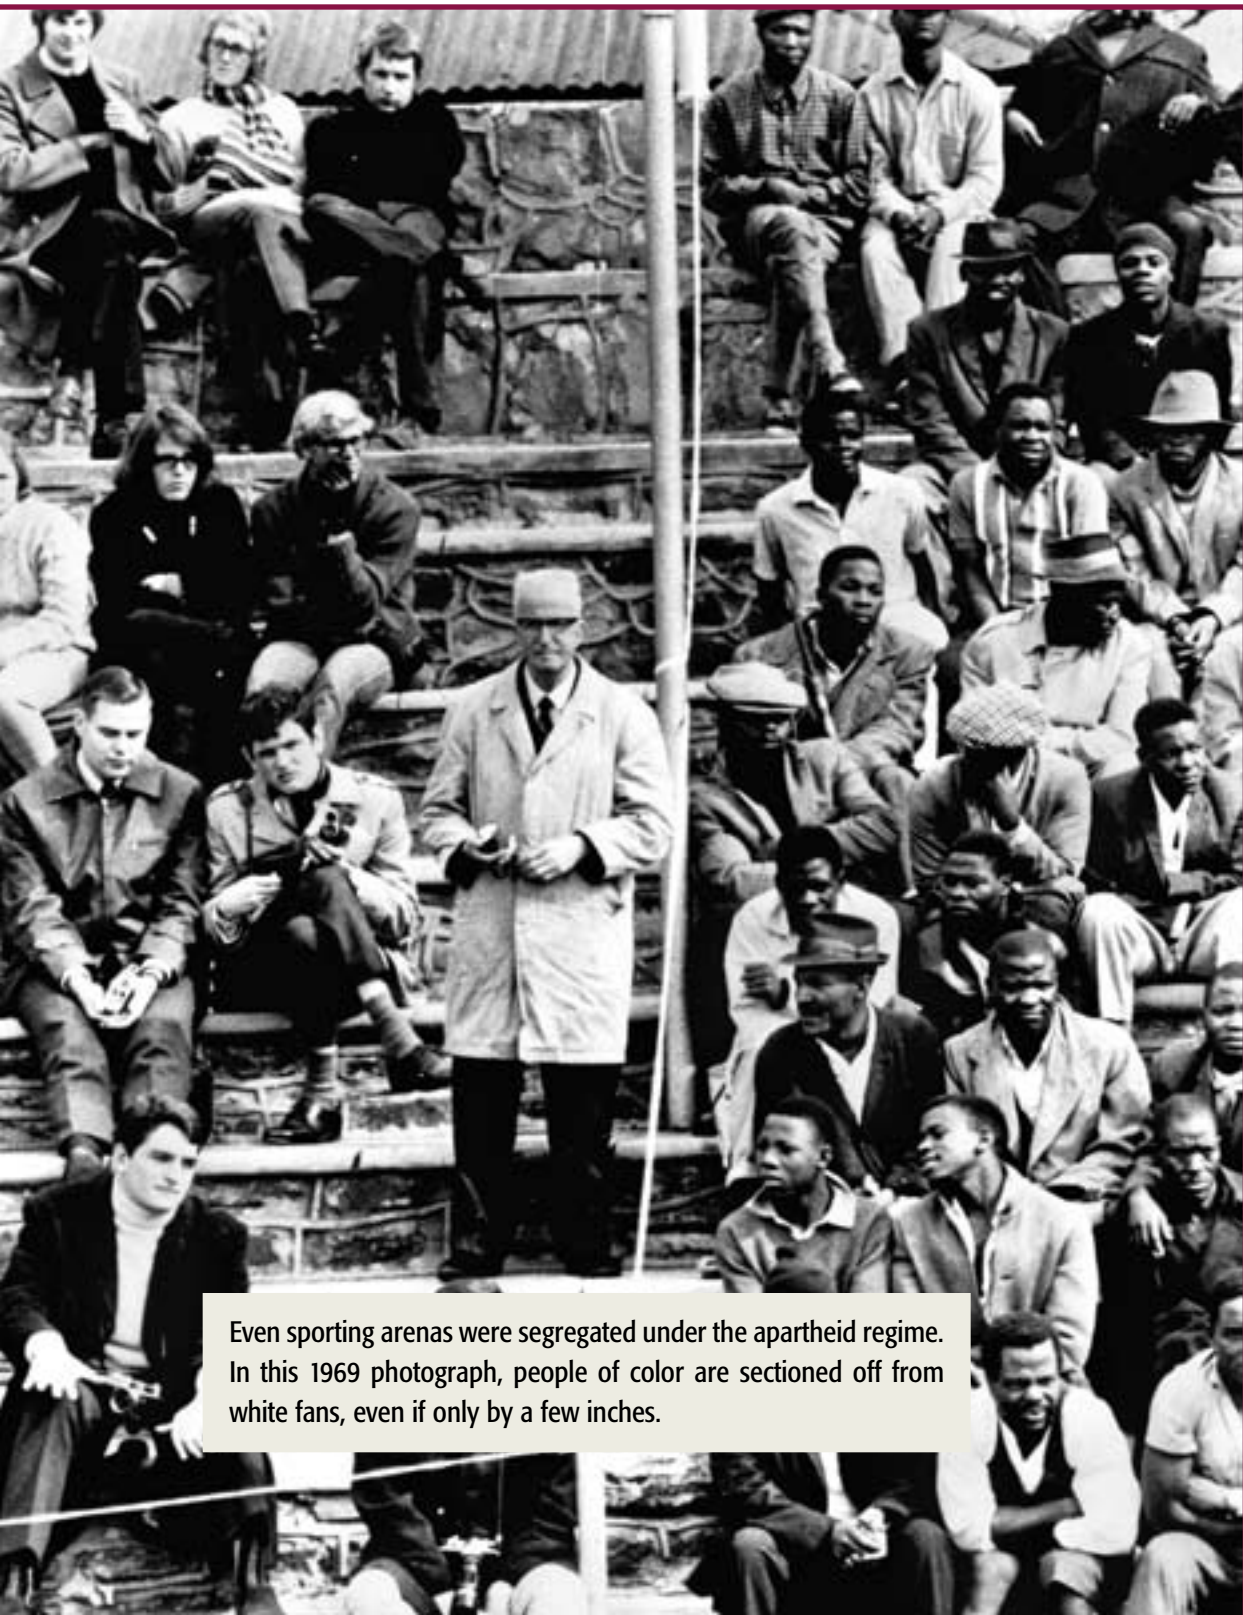 Even sporting arenas were segregated under the apartheid regime.
In this 1969 photograph, people of color are sectioned off from
white fans, even if only by a few inches.